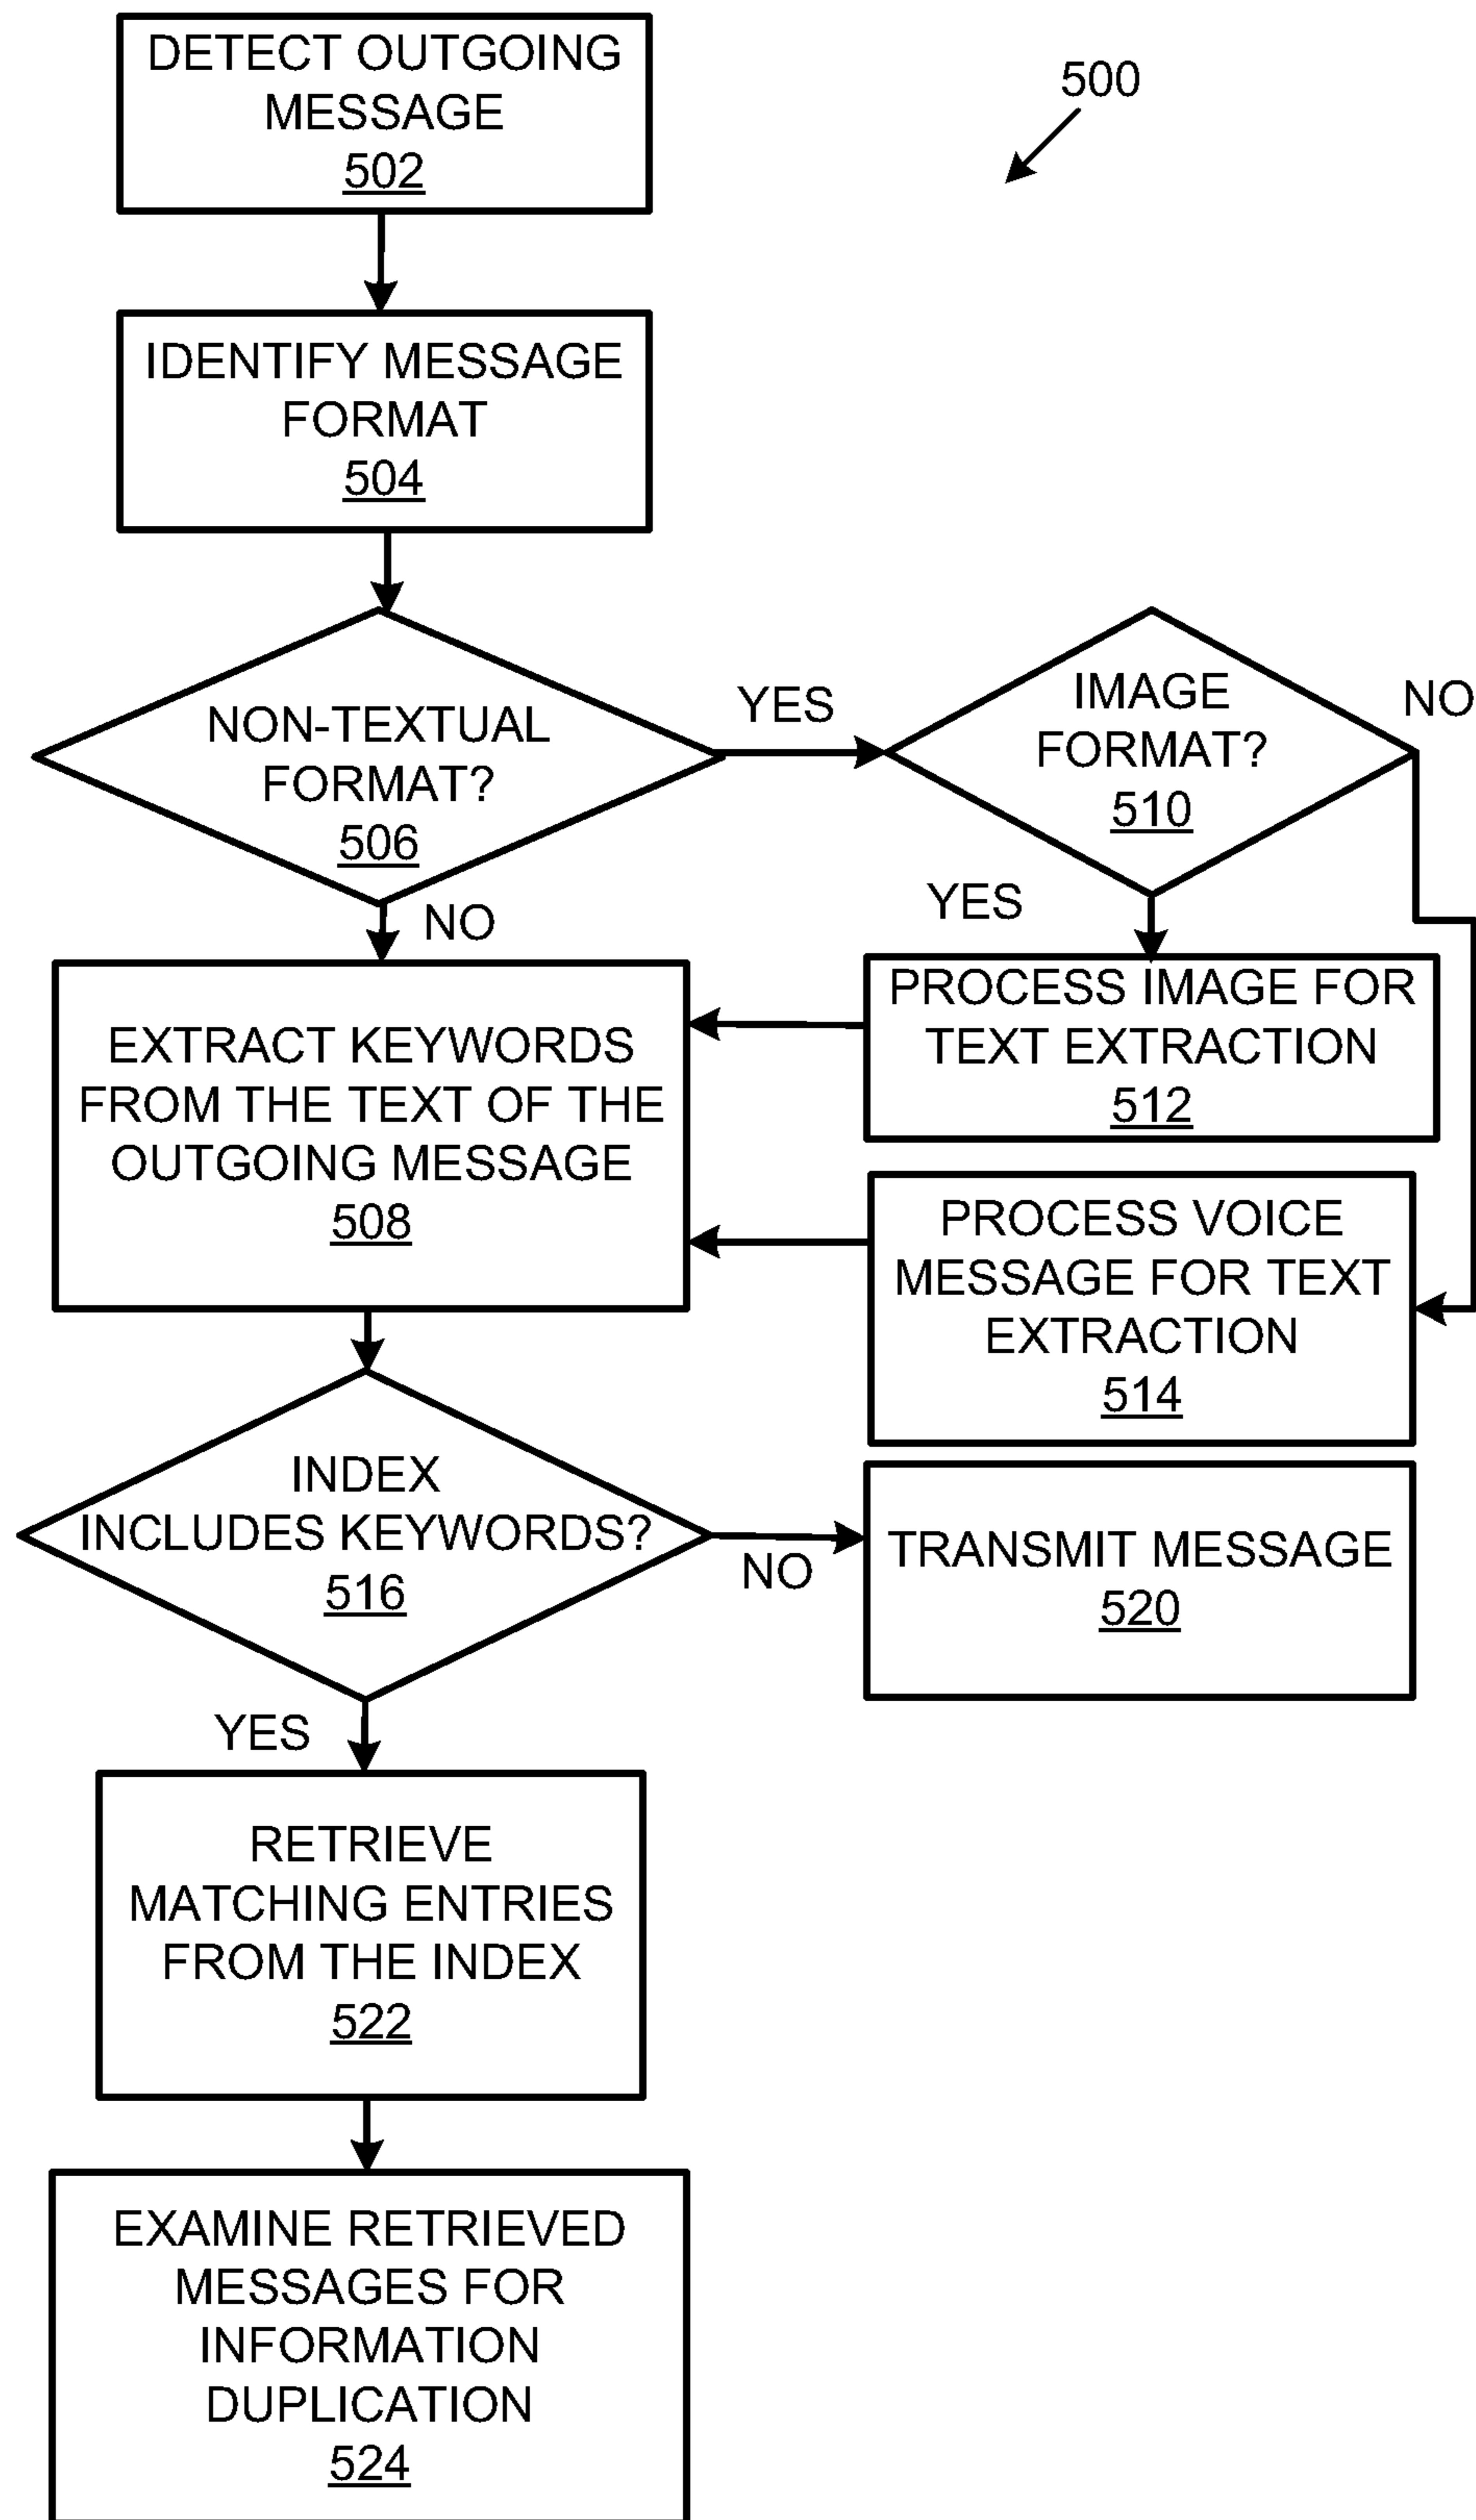 DETECT OUTGOING
MESSAGE
502
500
IDENTIFY MESSAGE
FORMAT
504
NON-TEXTUAL
FORMAT?
506
YES
IMAGE
FORMAT?
510
NO
YES
NO
PROCESS IMAGE FOR
TEXT EXTRACTION
512
EXTRACT KEYWORDS
FROM THE TEXT OF THE
OUTGOING MESSAGE
508
PROCESS VOICE
MESSAGE FOR TEXT
EXTRACTION
514
INDEX
INCLUDES KEYWORDS?
516
NO
TRANSMIT MESSAGE
520
YES
RETRIEVE
MATCHING ENTRIES
FROM THE INDEX
522
EXAMINE RETRIEVED
MESSAGES FOR
INFORMATION
DUPLICATION
524